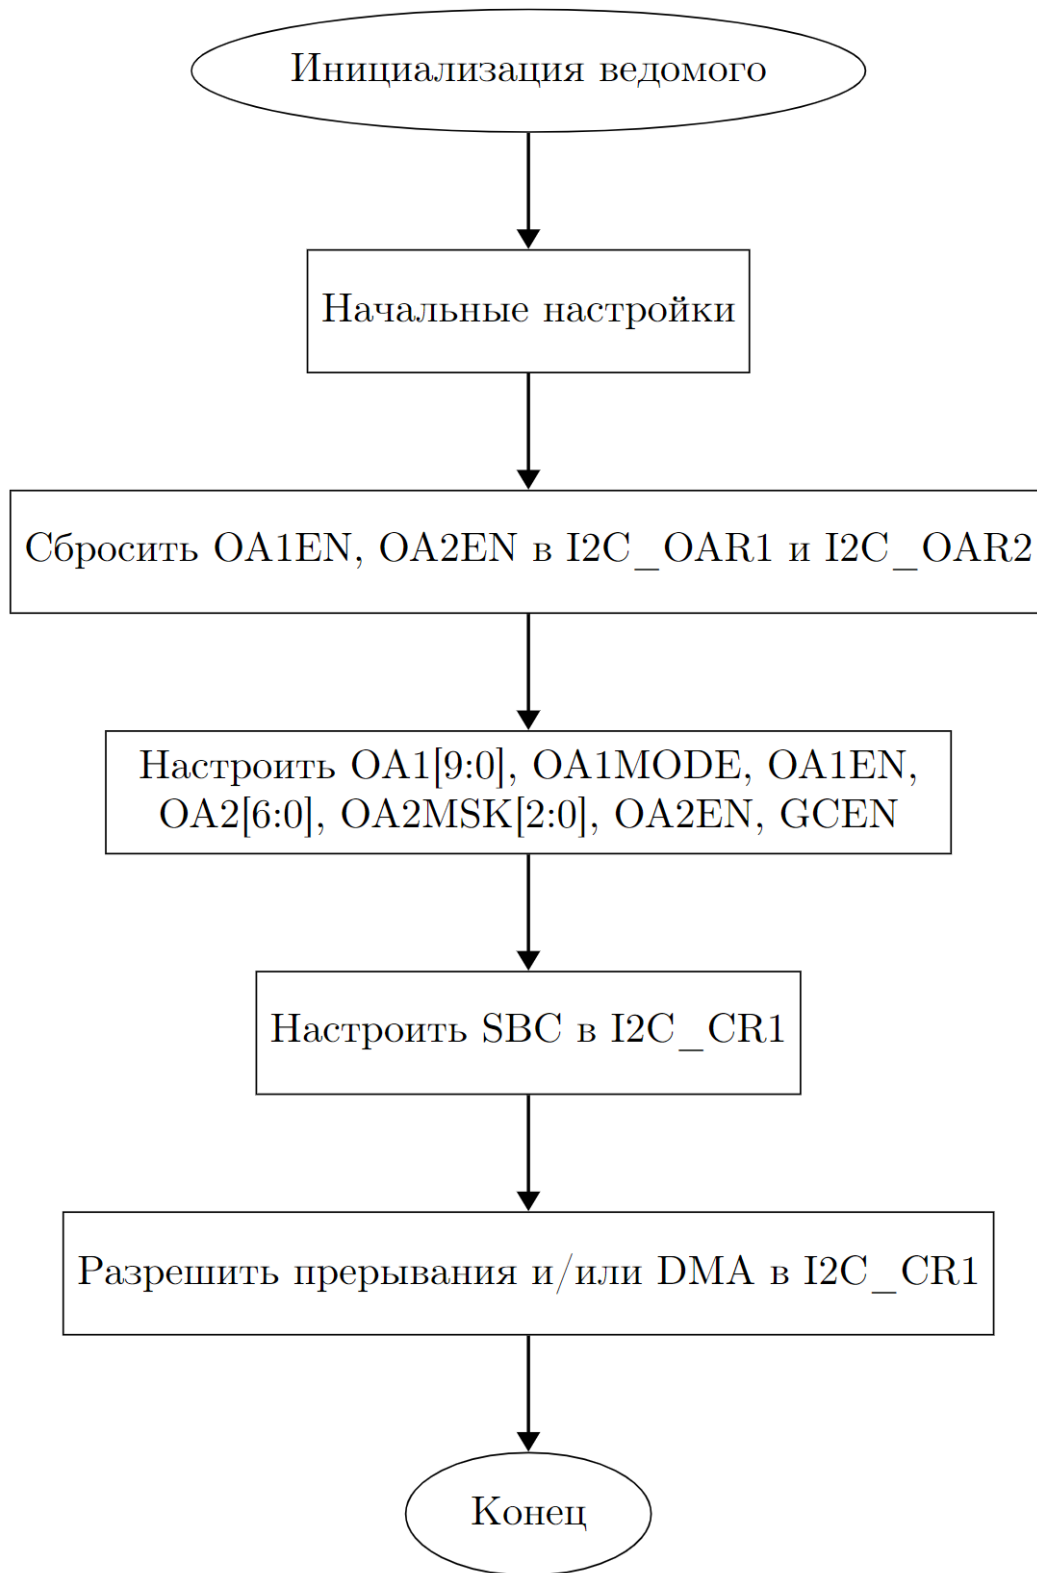 Инициализация ведомого
Начальные настройки
Сбросить OA1EN, OA2EN в I2C_OAR1 и I2C_OAR2
Настроить OA1[9:0], OA1MODE, OA1EN,
OA2[6:0], OA2MSK[2:0], OA2EN, GCEN
Настроить SBC в I2C_CR1
Разрешить прерывания и/или DMA в I2C_CR1
Конец